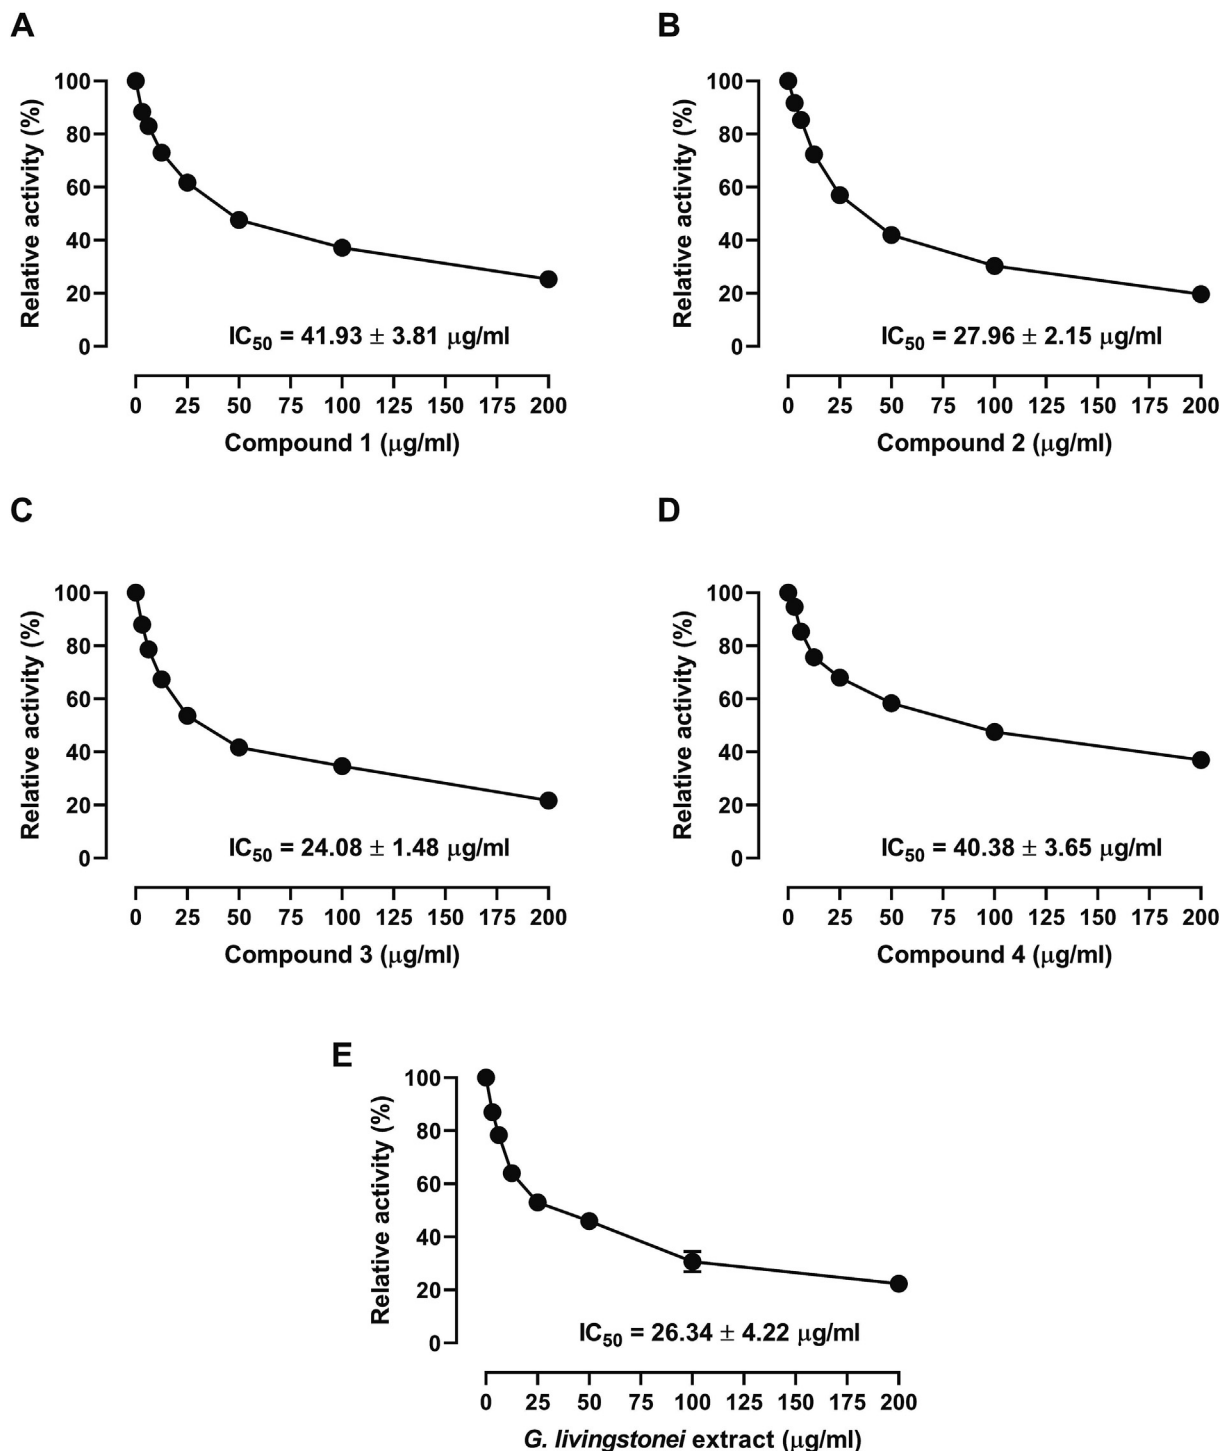 A
Relative activity (%)
100
80
60
40
20
0
IC50 = 41.93 ± 3.81 μg/ml
0 25 50 75 100 125 150 175 200
Compound 1 (μg/ml)
B
Relative activity (%)
100
80
60
40
20
0
IC50 = 27.96 ± 2.15 μg/ml
0 25 50 75 100 125 150 175 200
Compound 2 (μg/ml)
C
Relative activity (%)
100
80
60
40
20
0
IC50 = 24.08 ± 1.48 μg/ml
0 25 50 75 100 125 150 175 200
Compound 3 (μg/ml)
D
Relative activity (%)
100
80
60
40
20
0
IC50 = 40.38 ± 3.65 μg/ml
0 25 50 75 100 125 150 175 200
Compound 4 (μg/ml)
E
Relative activity (%)
100
80
60
40
20
0
IC50 = 26.34 ± 4.22 μg/ml
0 25 50 75 100 125 150 175 200
G. livingstonei extract (μg/ml)